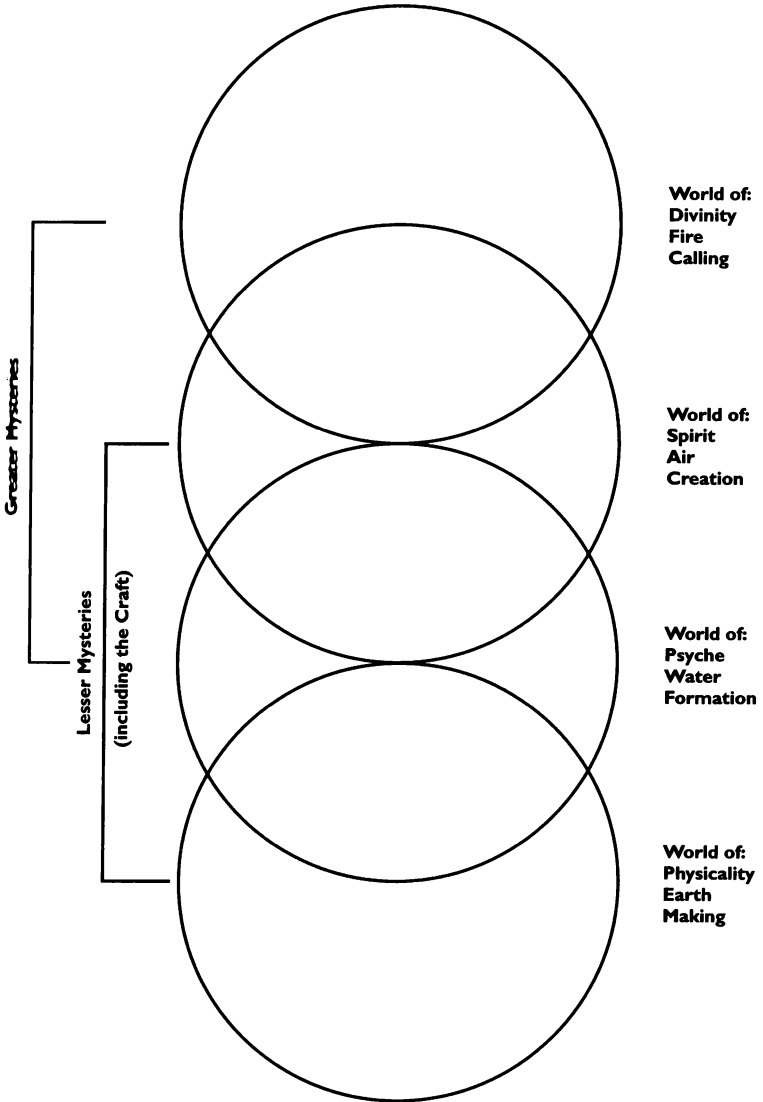 World of:
Divinity
Fire
Calling
Greater Mysteries
World of:
Spirit
Air
Creation
Lesser Mysteries
(including the Craft)
World of:
Psyche
Water
Formation
World of:
Physicality
Earth
Making